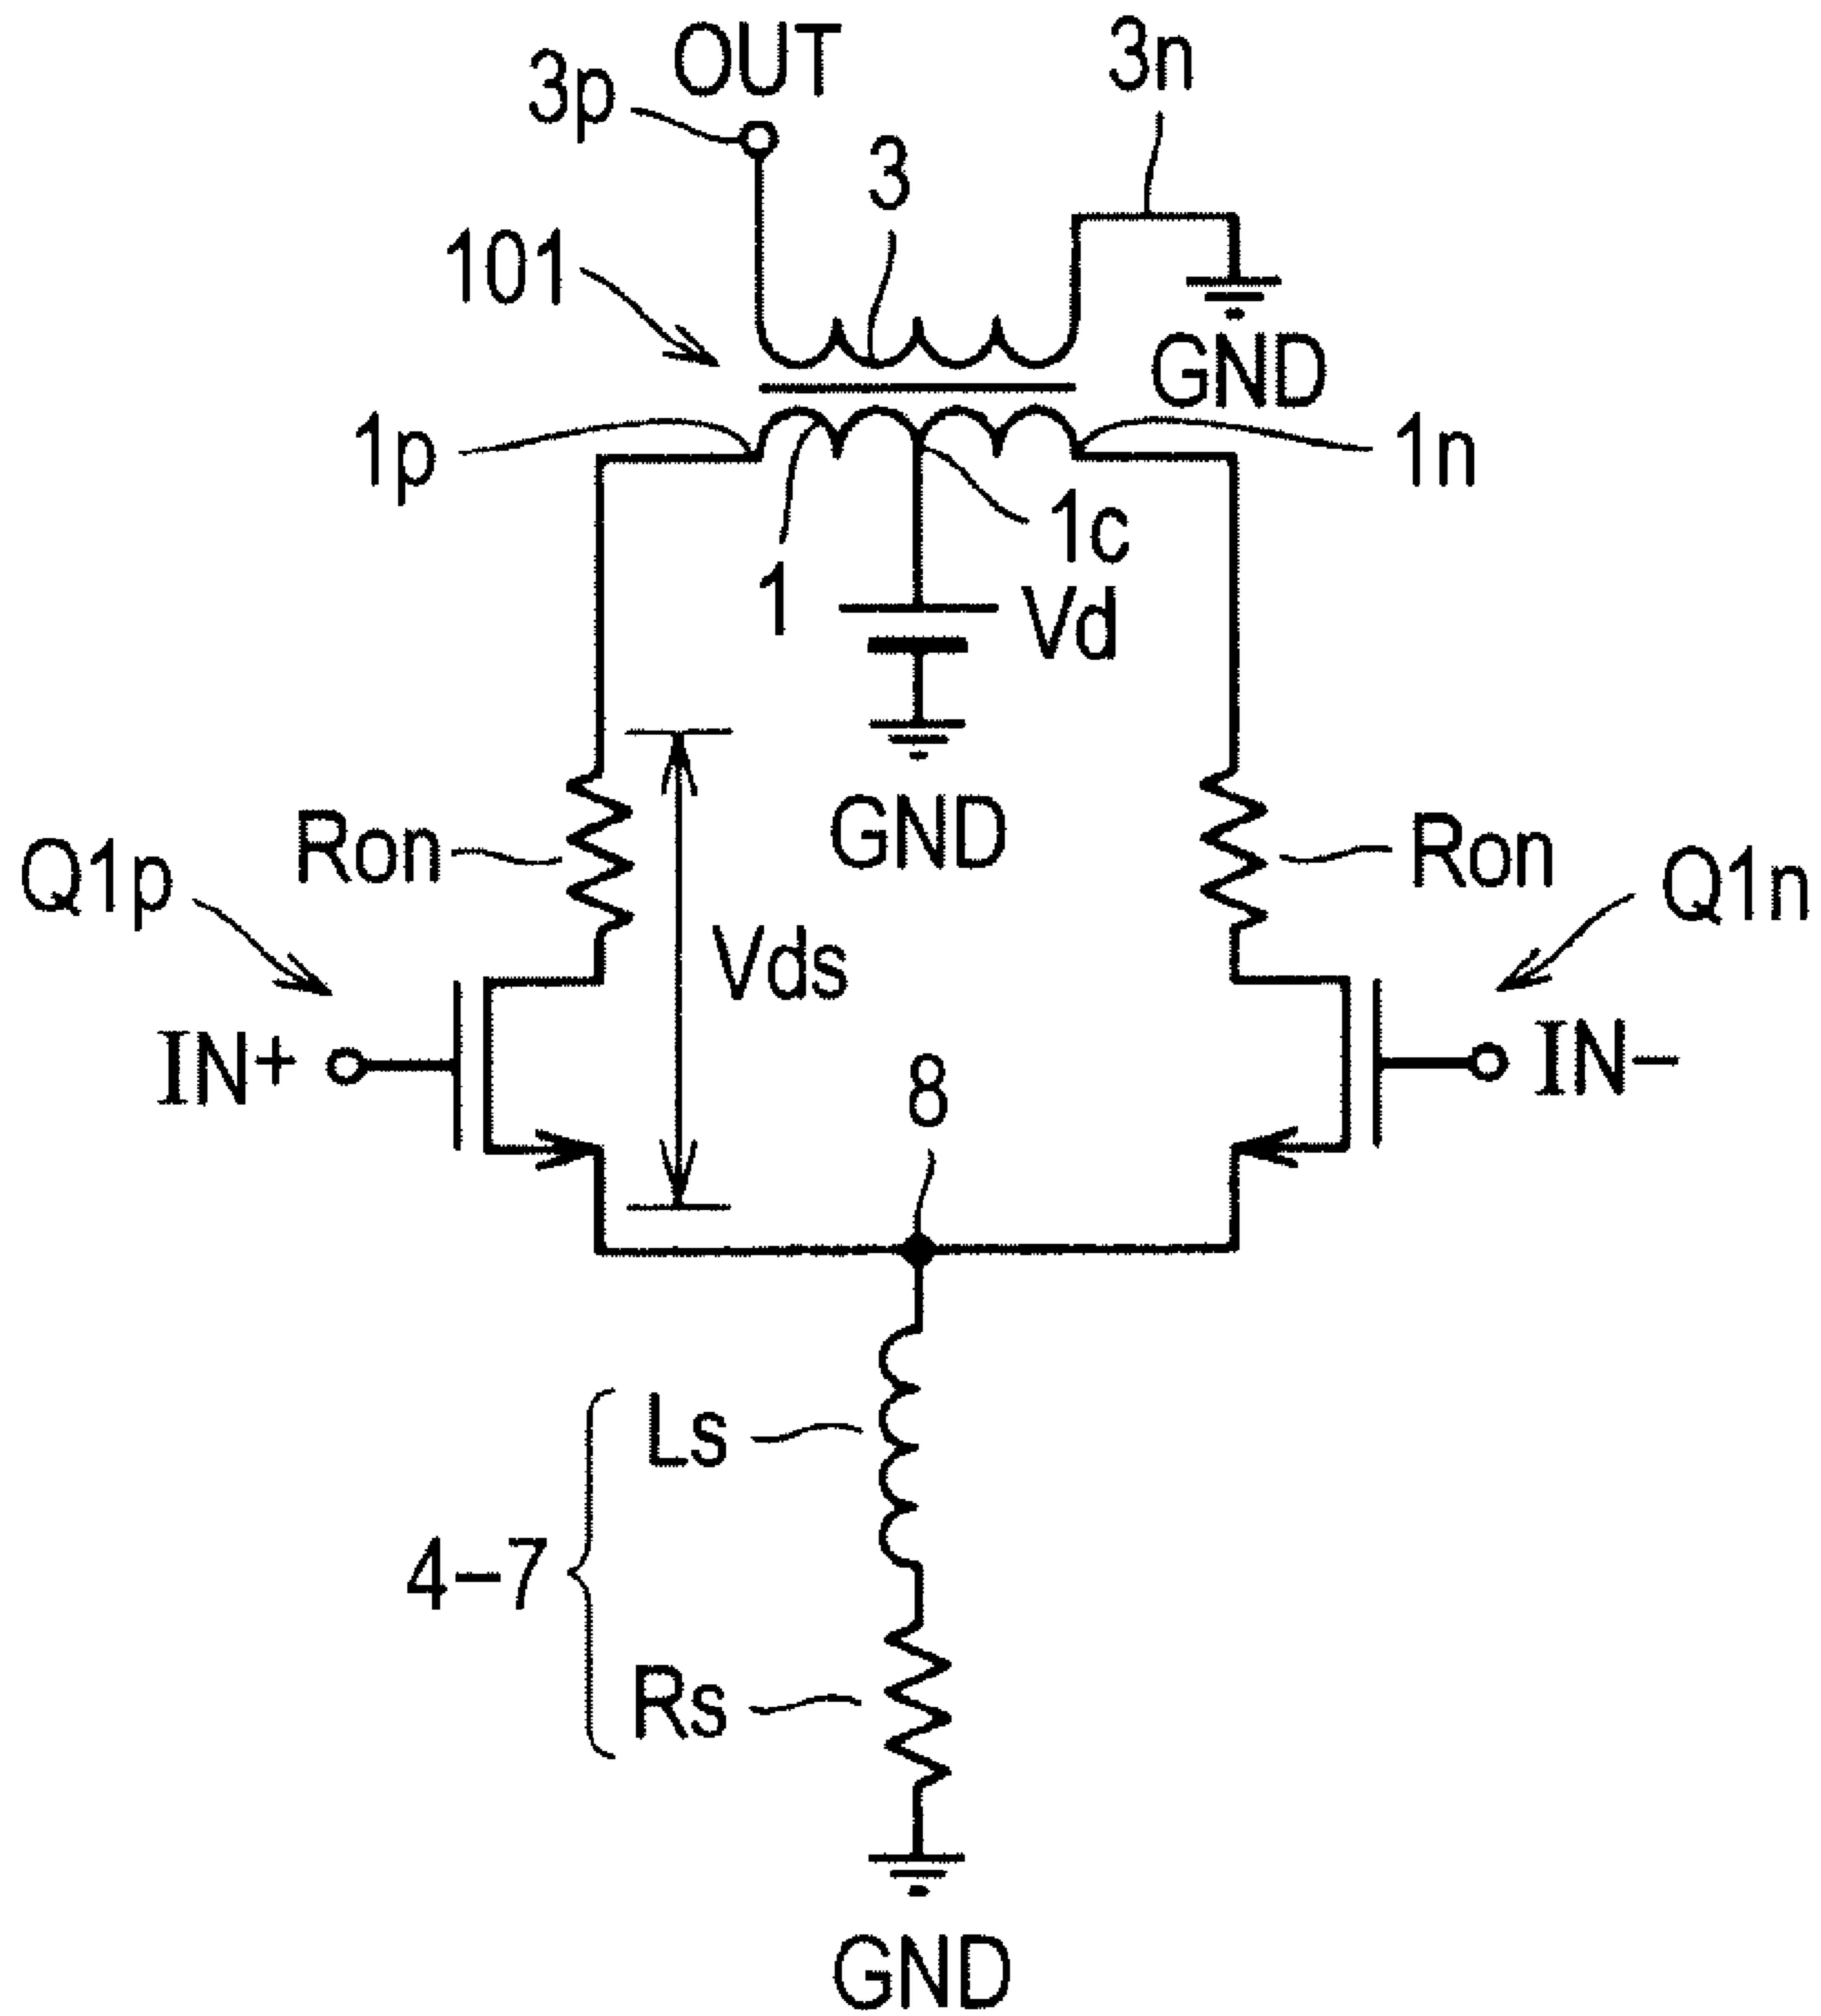 OUT
3n
3p
3
101
GND
1p
1n
1c
1
Vd
Ron
GND
Ron
Q1p
Q1n
Vds
IN+
8
IN−
Ls
4−7
Rs
GND